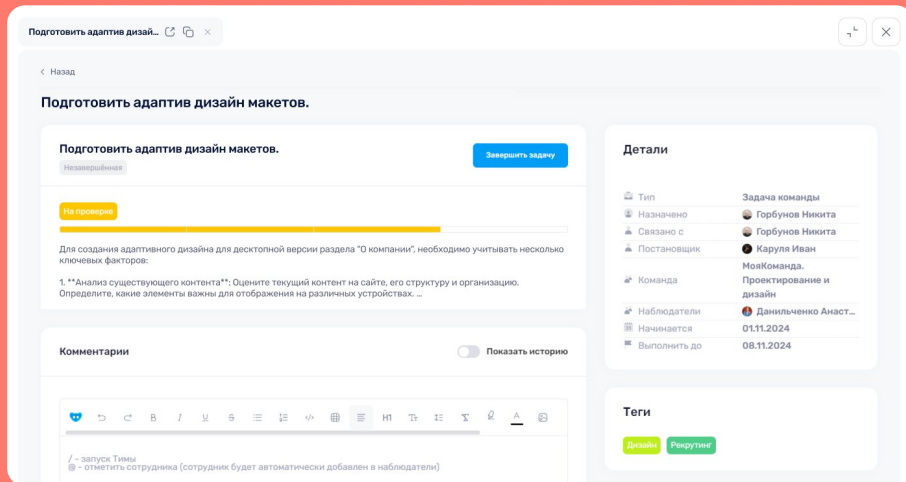 Подготовить адаптив дизай...
Назад
Подготовить адаптив дизайн макетов.
Подготовить адаптив дизайн макетов.
Незавершённая
Завершить задачу
На проверке
Для создания адаптивного дизайна для десктопной версии раздела "О компании", необходимо учитывать несколько
ключевых факторов:
1. **Анализ существующего контента**: Оцените текущий контент на сайте, его структуру и организацию.
Определите, какие элементы важны для отображения на различных устройствах. …
Комментарии
Показать историю
B I U S H1 Tт A
/ - запуск Тимы
@ - отметить сотрудника (сотрудник будет автоматически добавлен в наблюдатели)
Детали
Тип Задача команды
Назначено Горбунов Никита
Связано с Горбунов Никита
Постановщик Каруля Иван
Команда МояКоманда.
Проектирование и
дизайн
Наблюдатели Данильченко Анаст...
Начинается 01.11.2024
Выполнить до 08.11.2024
Теги
Дизайн Рекрутинг